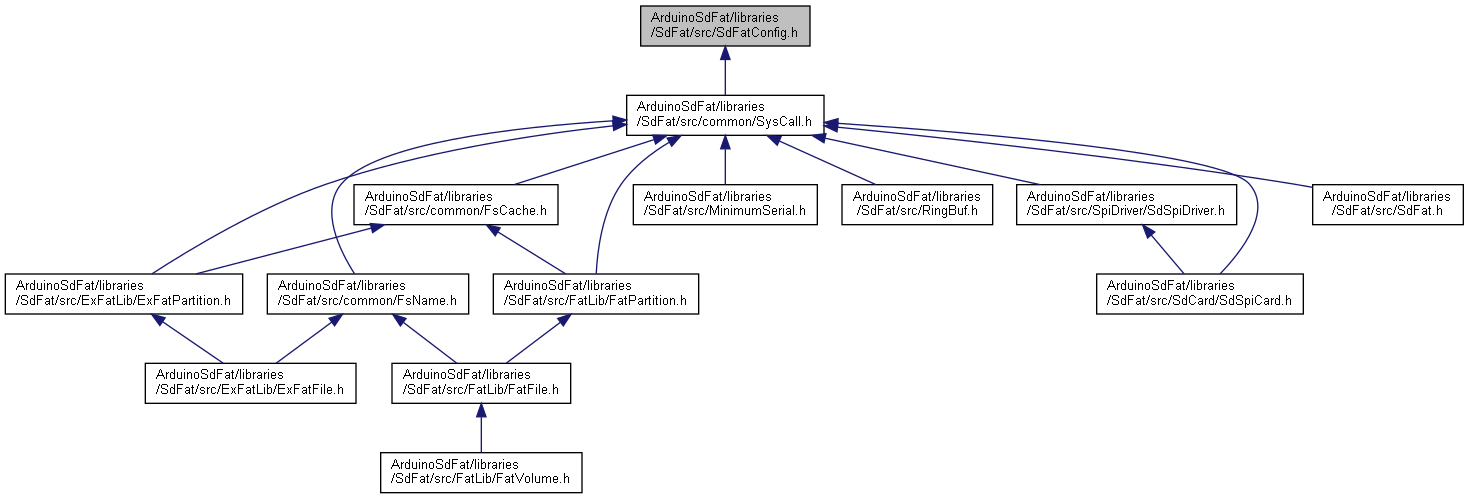 ArduinoSdFat/libraries
/SdFat/src/SdFatConfig.h
ArduinoSdFat/libraries
/SdFat/src/common/SysCall.h
ArduinoSdFat/libraries
/SdFat/src/common/FsCache.h
ArduinoSdFat/libraries
/SdFat/src/MinimumSerial.h
ArduinoSdFat/libraries
/SdFat/src/RingBuf.h
ArduinoSdFat/libraries
/SdFat/src/SpiDriver/SdSpiDriver.h
ArduinoSdFat/libraries
/SdFat/src/SdFat.h
ArduinoSdFat/libraries
/SdFat/src/ExFatLib/ExFatPartition.h
ArduinoSdFat/libraries
/SdFat/src/common/FsName.h
ArduinoSdFat/libraries
/SdFat/src/FatLib/FatPartition.h
ArduinoSdFat/libraries
/SdFat/src/SdCard/SdSpiCard.h
ArduinoSdFat/libraries
/SdFat/src/ExFatLib/ExFatFile.h
ArduinoSdFat/libraries
/SdFat/src/FatLib/FatFile.h
ArduinoSdFat/libraries
/SdFat/src/FatLib/FatVolume.h